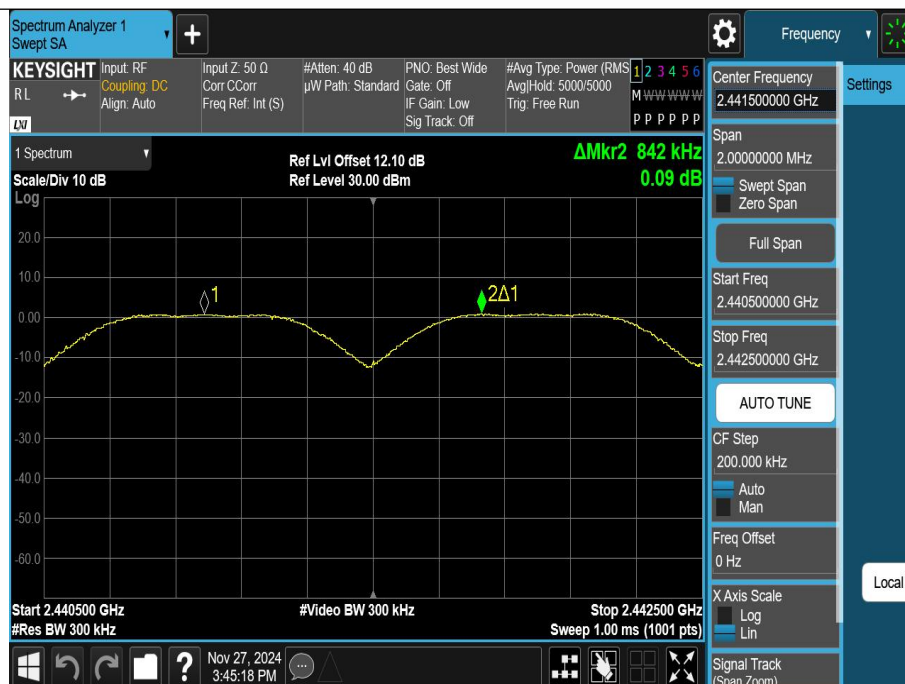 Spectrum Analyzer 1
Swept SA
Frequency
KEYSIGHT
RL
LXI
Input: RF
Coupling: DC
Align: Auto
Input Z: 50 Ω
Corr CCorr
Freq Ref: Int (S)
#Atten: 40 dB
µW Path: Standard
PNO: Best Wide
Gate: Off
IF Gain: Low
Sig Track: Off
#Avg Type: Power (RMS
Avg|Hold: 5000/5000
Trig: Free Run
1 2 3 4 5 6
M W W W W W
P P P P P P
1 Spectrum
Scale/Div 10 dB
Log
Ref Lvl Offset 12.10 dB
Ref Level 30.00 dBm
ΔMkr2 842 kHz
0.09 dB
20.0
10.0
0.00
-10.0
-20.0
-30.0
-40.0
-50.0
-60.0
1
2Δ1
Start 2.440500 GHz
#Res BW 300 kHz
#Video BW 300 kHz
Stop 2.442500 GHz
Sweep 1.00 ms (1001 pts)
Nov 27, 2024
3:45:18 PM
Center Frequency
2.441500000 GHz
Span
2.00000000 MHz
Swept Span
Zero Span
Full Span
Start Freq
2.440500000 GHz
Stop Freq
2.442500000 GHz
AUTO TUNE
CF Step
200.000 kHz
Auto
Man
Freq Offset
0 Hz
X Axis Scale
Log
Lin
Signal Track
(Span Zoom)
Settings
Local